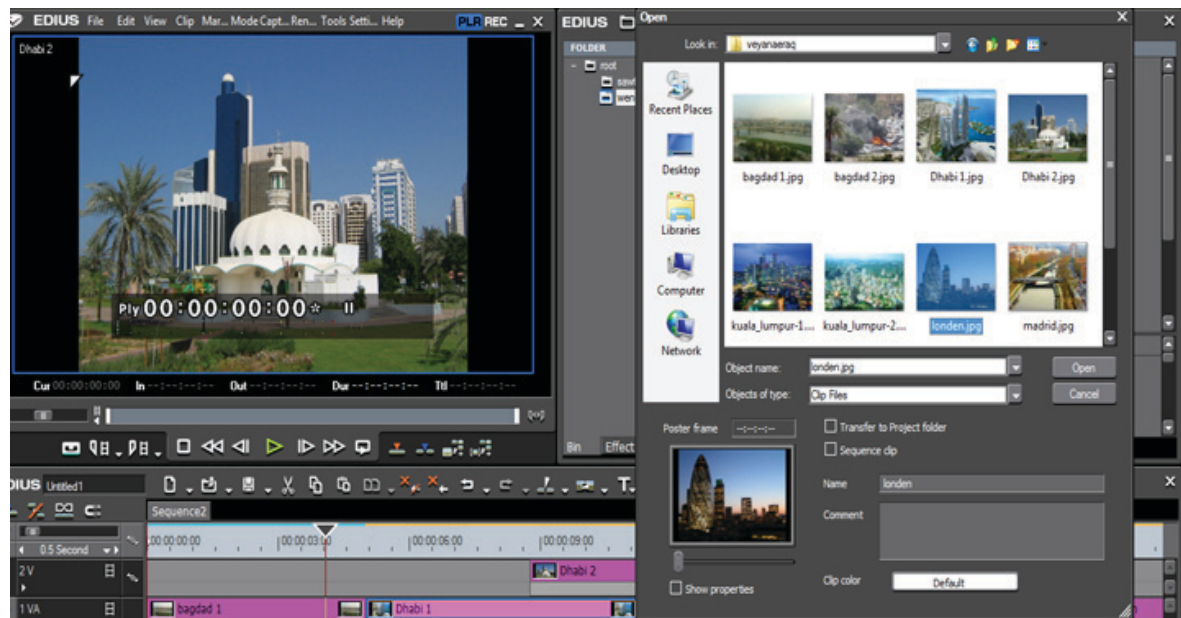 EDIUS File Edit View Clip Mar... Mode Capt... Ren... Tools Setti... Help PLR REC
Dhabi 2
Ply 00:00:00:00* II
Cur 00:00:00:00 In --:--:--:-- Out --:--:--:-- Dur --:--:--:-- Ttl --:--:--:--
EDIUS
FOLDER
root
Bin Effect
Open
Look in: veyanaeraq
Recent Places
Desktop
Libraries
Computer
Network
bagdad 1.jpg bagdad 2.jpg Dhabi 1.jpg Dhabi 2.jpg
kuala_lumpur-1.... kuala_lumpur-2.... londen.jpg madrid.jpg
Object name: londen.jpg Open
Objects of type: Clip Files Cancel
Poster frame --:--:--:-- Transfer to Project folder
Sequence clip
Name londen
Comment
Clip color Default
Show properties
DIUS Untitled1
Sequence2
0.5 Second 00:00:00:00 00:00:03:00 00:00:06:00 00:00:09:00
2 V Dhabi 2
1 VA bagdad 1 Dhabi 1